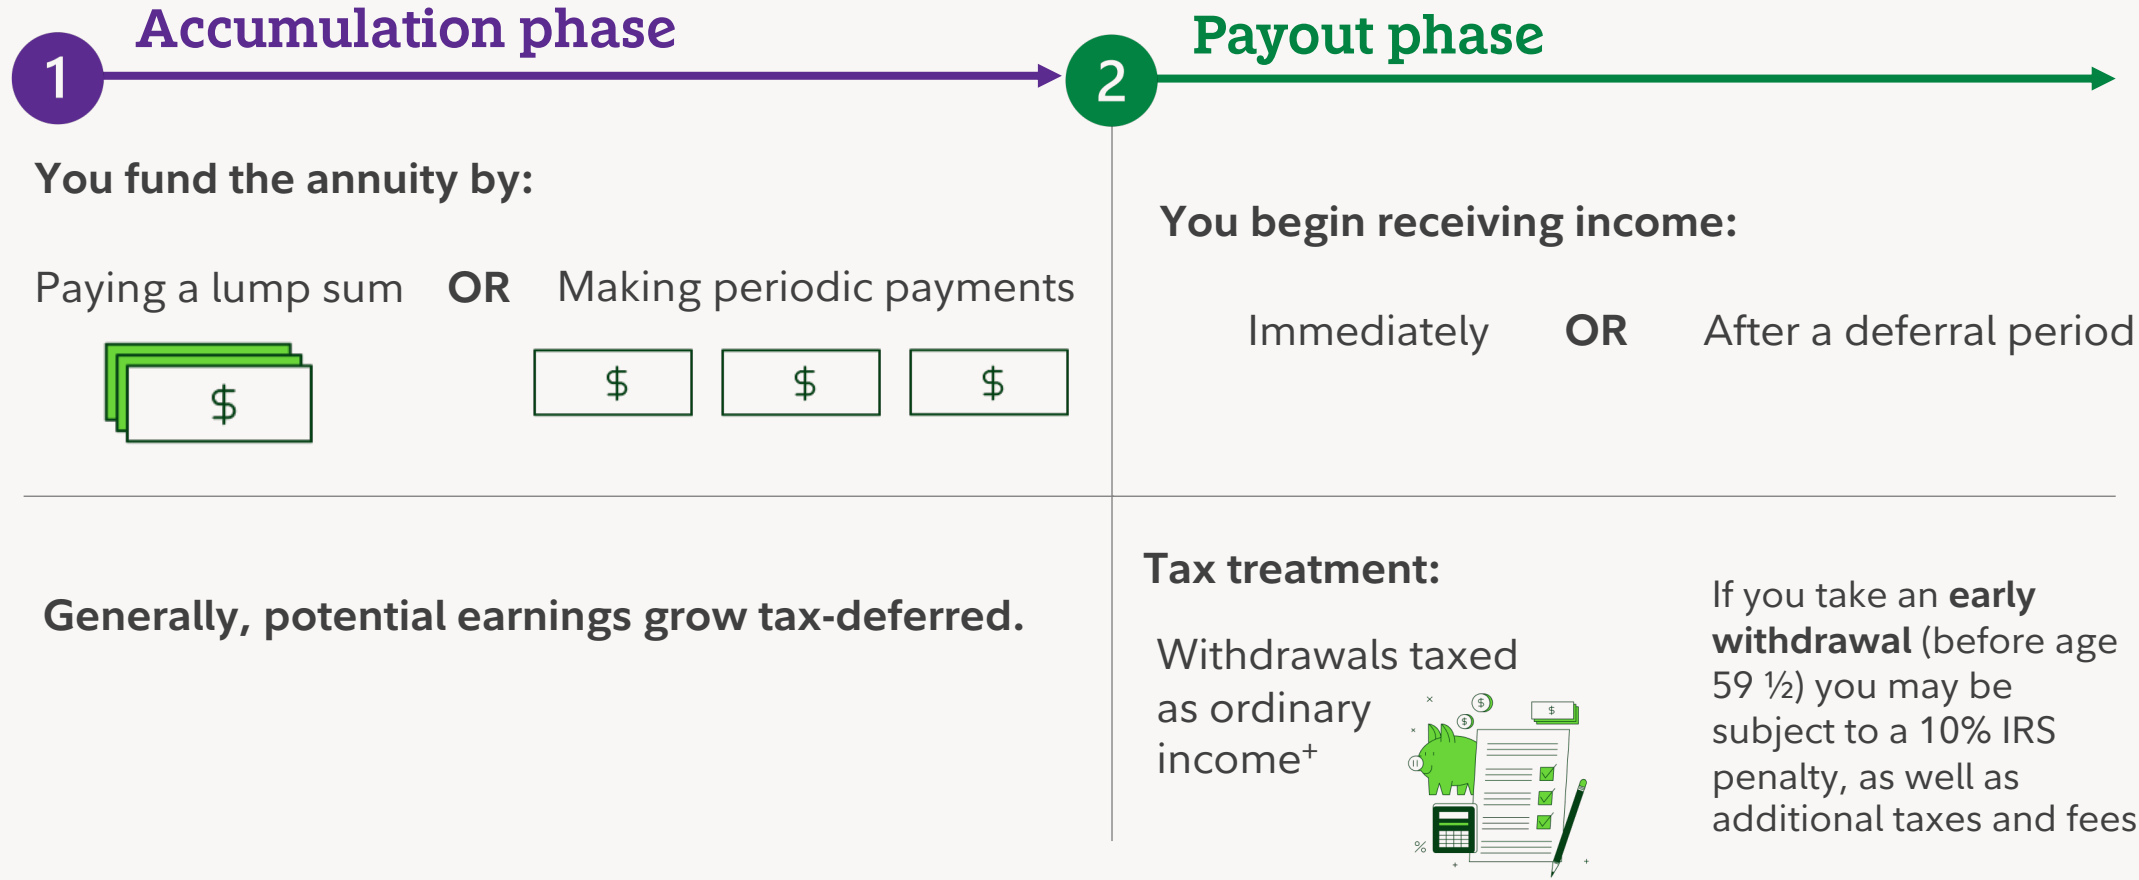 1
Accumulation phase
You fund the annuity by:
Paying a lump sum OR Making periodic payments
$ $ $ $
Generally, potential earnings grow tax-deferred.
2
Payout phase
You begin receiving income:
Immediately OR After a deferral period
Tax treatment:
Withdrawals taxed
as ordinary
income⁺
$
$
$
%
If you take an early
withdrawal (before age
59 ½) you may be
subject to a 10% IRS
penalty, as well as
additional taxes and fees